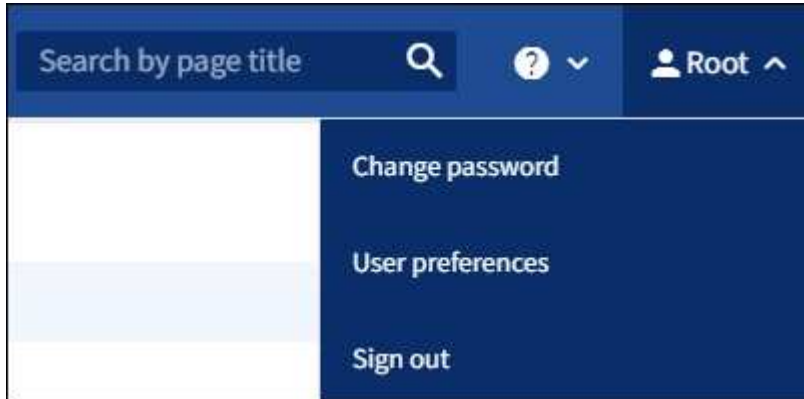 Search by page title
Root
Change password
User preferences
Sign out